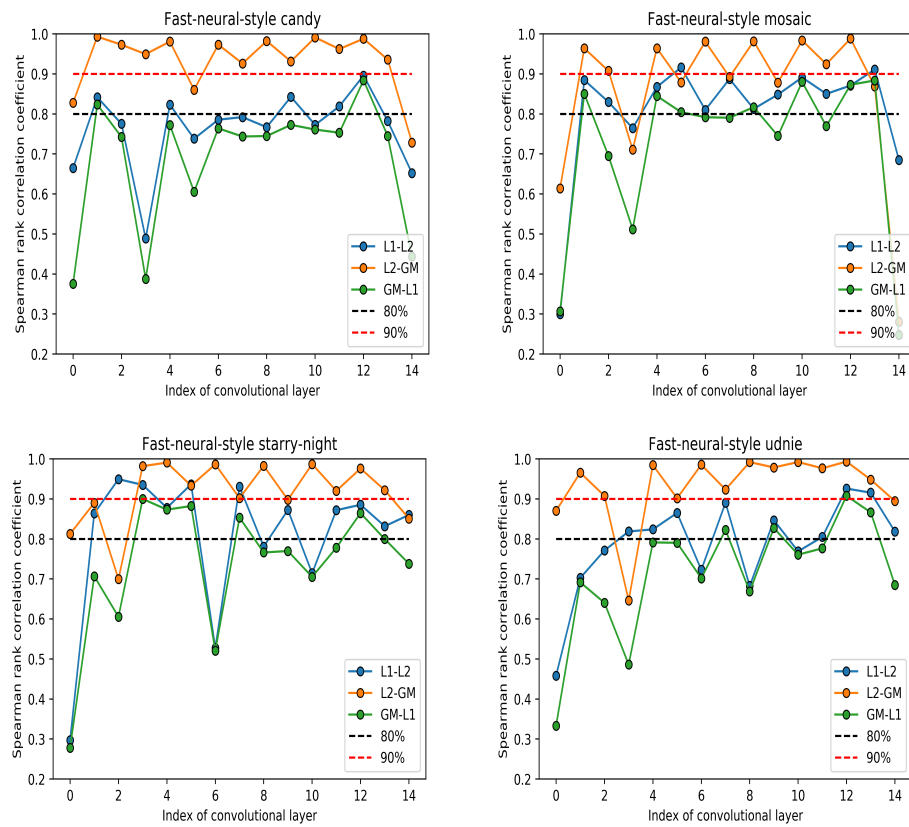 Fast-neural-style candy
Spearman rank correlation coefficient
1.0
0.9
0.8
0.7
0.6
0.5
0.4
0.3
0.2
0 2 4 6 8 10 12 14
Index of convolutional layer
L1-L2
L2-GM
GM-L1
80%
90%
Fast-neural-style mosaic
Spearman rank correlation coefficient
1.0
0.9
0.8
0.7
0.6
0.5
0.4
0.3
0.2
0 2 4 6 8 10 12 14
Index of convolutional layer
L1-L2
L2-GM
GM-L1
80%
90%
Fast-neural-style starry-night
Spearman rank correlation coefficient
1.0
0.9
0.8
0.7
0.6
0.5
0.4
0.3
0.2
0 2 4 6 8 10 12 14
Index of convolutional layer
L1-L2
L2-GM
GM-L1
80%
90%
Fast-neural-style udnie
Spearman rank correlation coefficient
1.0
0.9
0.8
0.7
0.6
0.5
0.4
0.3
0.2
0 2 4 6 8 10 12 14
Index of convolutional layer
L1-L2
L2-GM
GM-L1
80%
90%